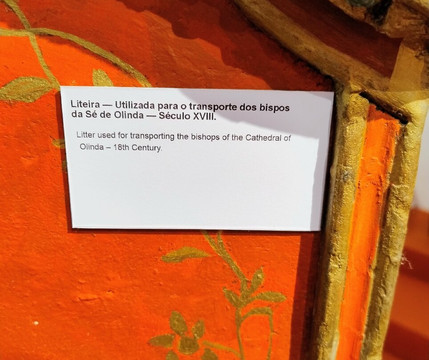 Liteira — Utilizada para o transporte dos bispos
da Sé de Olinda — Século XVIII.
Litter used for transporting the bishops of the Cathedral of
Olinda – 18th Century.